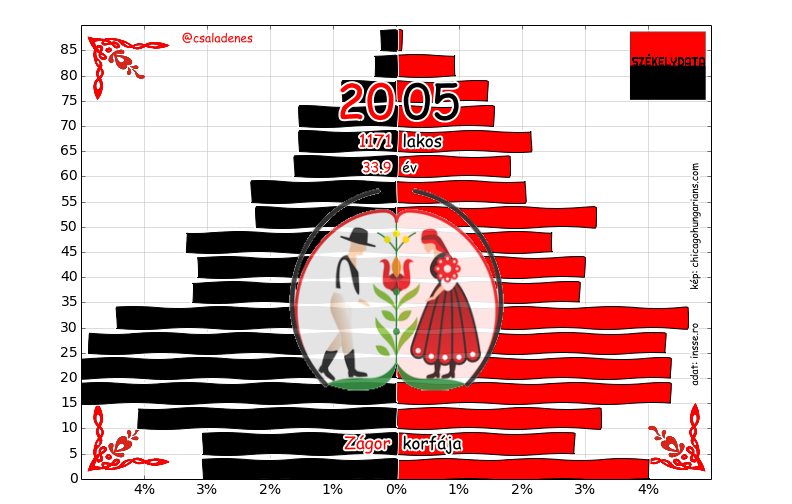 @csaladenes
SZÉKELYDATA
2005
1171 lakos
33.9 év
kép: chicagohungarians.com
adat: insse.ro
Zágor korfája
85
80
75
70
65
60
55
50
45
40
35
30
25
20
15
10
5
0
4% 3% 2% 1% 0% 1% 2% 3% 4%